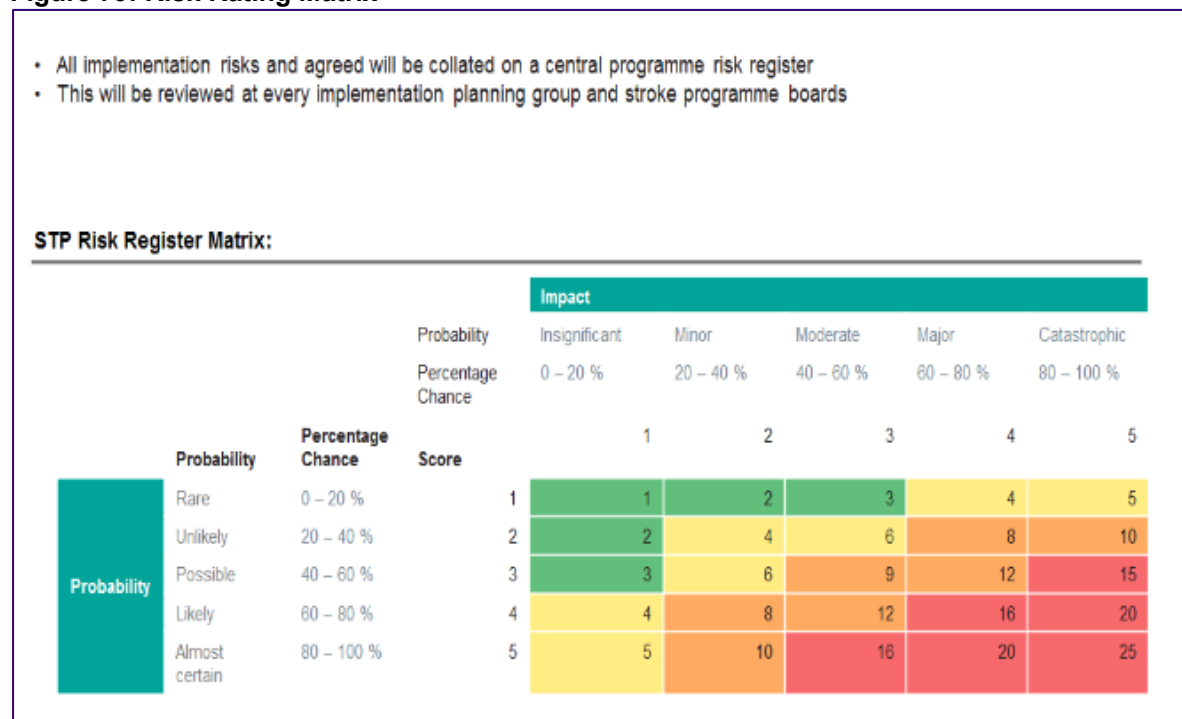 • All implementation risks and agreed will be collated on a central programme risk register
• This will be reviewed at every implementation planning group and stroke programme boards
STP Risk Register Matrix:
Impact
Probability Insignificant Minor Moderate Major Catastrophic
Percentage 0 – 20 % 20 – 40 % 40 – 60 % 60 – 80 % 80 – 100 %
Chance
Percentage 1 2 3 4 5
Probability Chance Score
Rare 0 – 20 % 1 1 2 3 4 5
Unlikely 20 – 40 % 2 2 4 6 8 10
Possible 40 – 60 % 3 3 6 9 12 15
Probability
Likely 60 – 80 % 4 4 8 12 16 20
Almost 80 – 100 % 5 5 10 16 20 25
certain